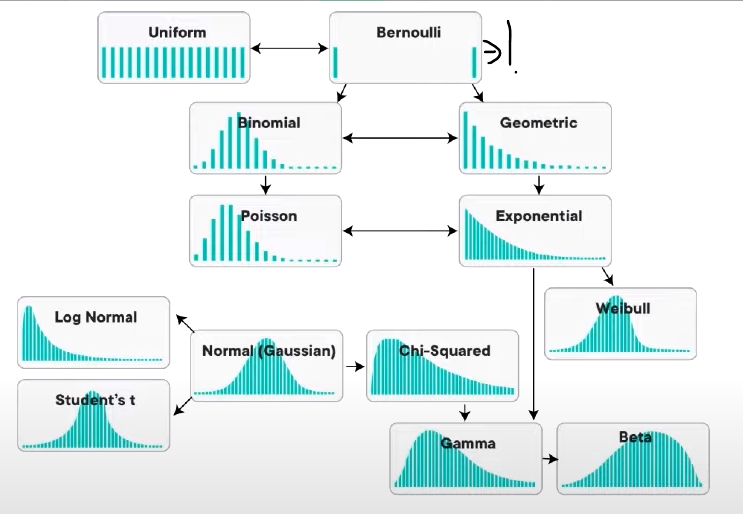 Uniform
Bernoulli
Binomial
Geometric
Poisson
Exponential
Weibull
Log Normal
Normal (Gaussian)
Chi-Squared
Student's t
Gamma
Beta